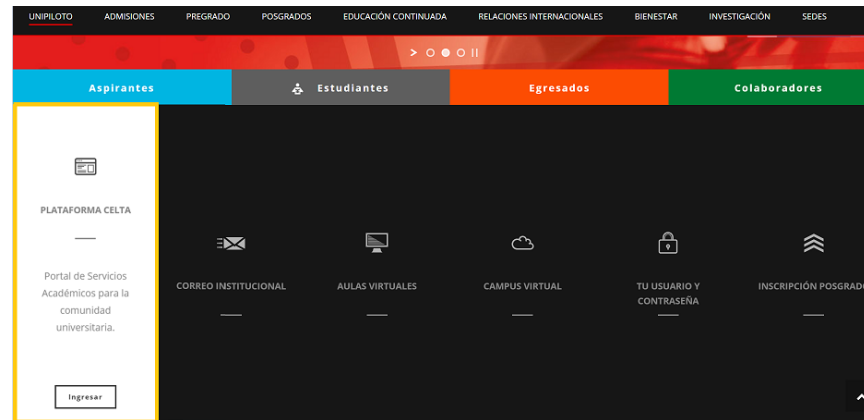 UNIPILOTO ADMISIONES PREGRADO POSGRADOS EDUCACIÓN CONTINUADA RELACIONES INTERNACIONALES BIENESTAR INVESTIGACIÓN SEDES
Aspirantes Estudiantes Egresados Colaboradores
PLATAFORMA CELTA
Portal de Servicios
Académicos para la
comunidad
universitaria.
Ingresar
CORREO INSTITUCIONAL
AULAS VIRTUALES
CAMPUS VIRTUAL
TU USUARIO Y
CONTRASEÑA
INSCRIPCIÓN POSGRAD